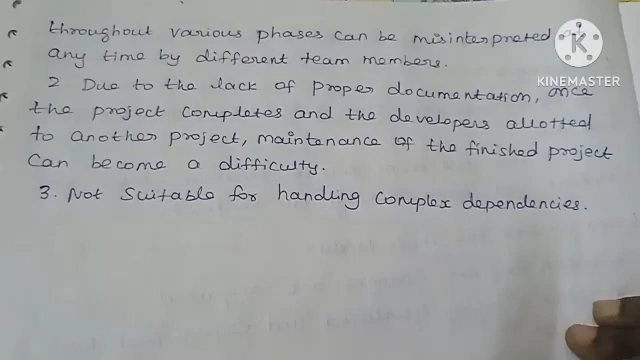 throughout various phases can be misinterpreted at
any time by different team members.
2 Due to the lack of proper documentation, once
the project completes and the developers allotted
to another project, maintenance of the finished project
can become a difficulty.
3. Not suitable for handling complex dependencies.
KINEMASTER